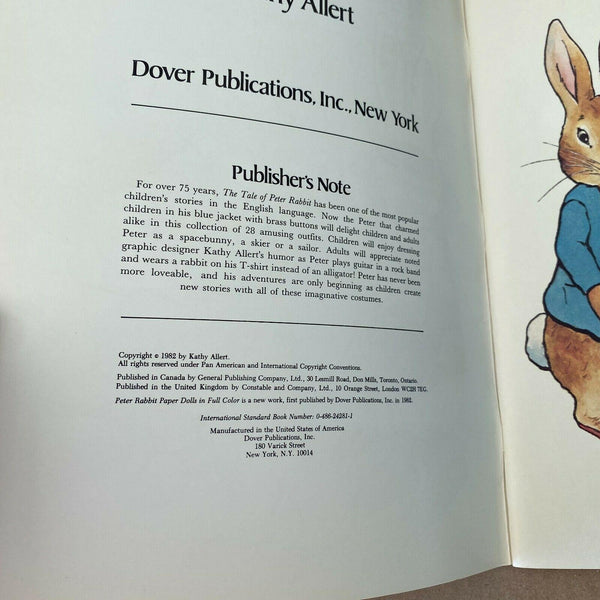 Allert
Dover Publications, Inc., New York
Publisher's Note
For over 75 years, The Tale of Peter Rabbit has been one of the most popular
children's stories in the English language. Now the Peter that charmed
children in his blue jacket with brass buttons will delight children and adults
alike in this collection of 28 amusing outfits. Children will enjoy dressing
Peter as a spacebunny, a skier or a sailor. Adults will appreciate noted
graphic designer Kathy Allert's humor as Peter plays guitar in a rock band
and wears a rabbit on his T-shirt instead of an alligator! Peter has never been
more loveable, and his adventures are only beginning as children create
new stories with all of these imaginative costumes.
Copyright © 1982 by Kathy Allert.
All rights reserved under Pan American and International Copyright Conventions.
Published in Canada by General Publishing Company, Ltd., 30 Lesmill Road, Don Mills, Toronto, Ontario.
Published in the United Kingdom by Constable and Company, Ltd., 10 Orange Street, London WC2H 7EG.
Peter Rabbit Paper Dolls in Full Color is a new work, first published by Dover Publications, Inc. in 1982.
International Standard Book Number: 0-486-24281-1
Manufactured in the United States of America
Dover Publications, Inc.
180 Varick Street
New York, N.Y. 10014